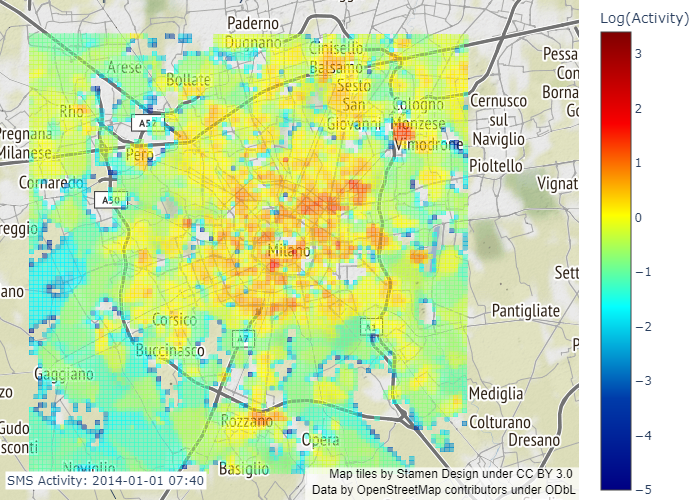 Log(Activity)
Paderno
Dugnano
Cinisello
Balsamo
Arese
Bollate
Sesto
San
Giovanni
Rho
Cologno
Monzese
Vimodrone
Cernusco
sul
Naviglio
Pessa
Con
Borna
Go
A52
Pregnana
Milanese
Pero
Pioltello
Cornaredo
Vignat
A50
reggio
Milano
Sett
ano
Pantigliate
Corsico
A7
A1
Buccinasco
P
Gaggiano
zo
Mediglia
Rozzano
Colturano
Gudo
sconti
Opera
Dresano
Noviglio
Basiglio
SMS Activity: 2014-01-01 07:40
Map tiles by Stamen Design under CC BY 3.0
Data by OpenStreetMap contributors under ODbL
3
2
1
0
−1
−2
−3
−4
−5